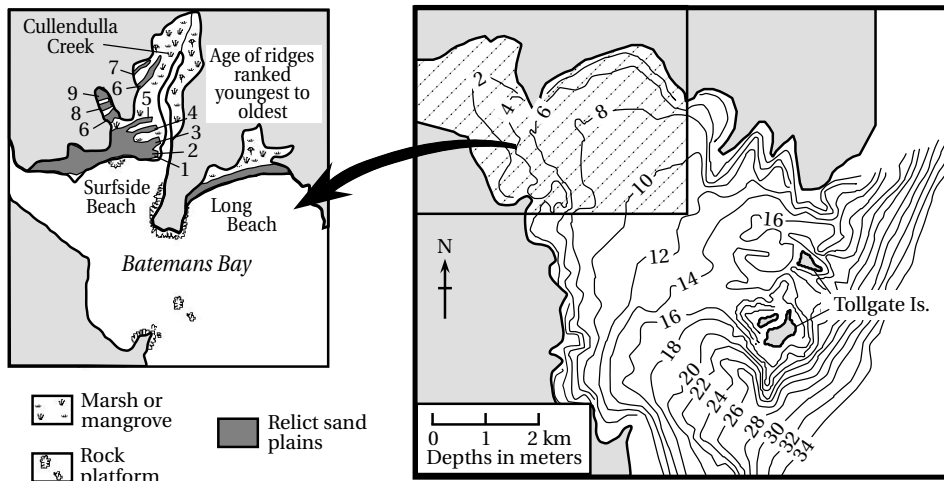 Cullendulla
Creek
Age of ridges
ranked
youngest to
oldest
7
6
9
8
6
5
4
3
2
1
Surfside
Beach
Long
Beach
Batemans Bay
Marsh or
mangrove
Rock
platform
Relict sand
plains
2
4
6
8
10
12
14
16
16
18
20
22
24
26
28
30
32
34
N
Tollgate Is.
0 1 2 km
Depths in meters